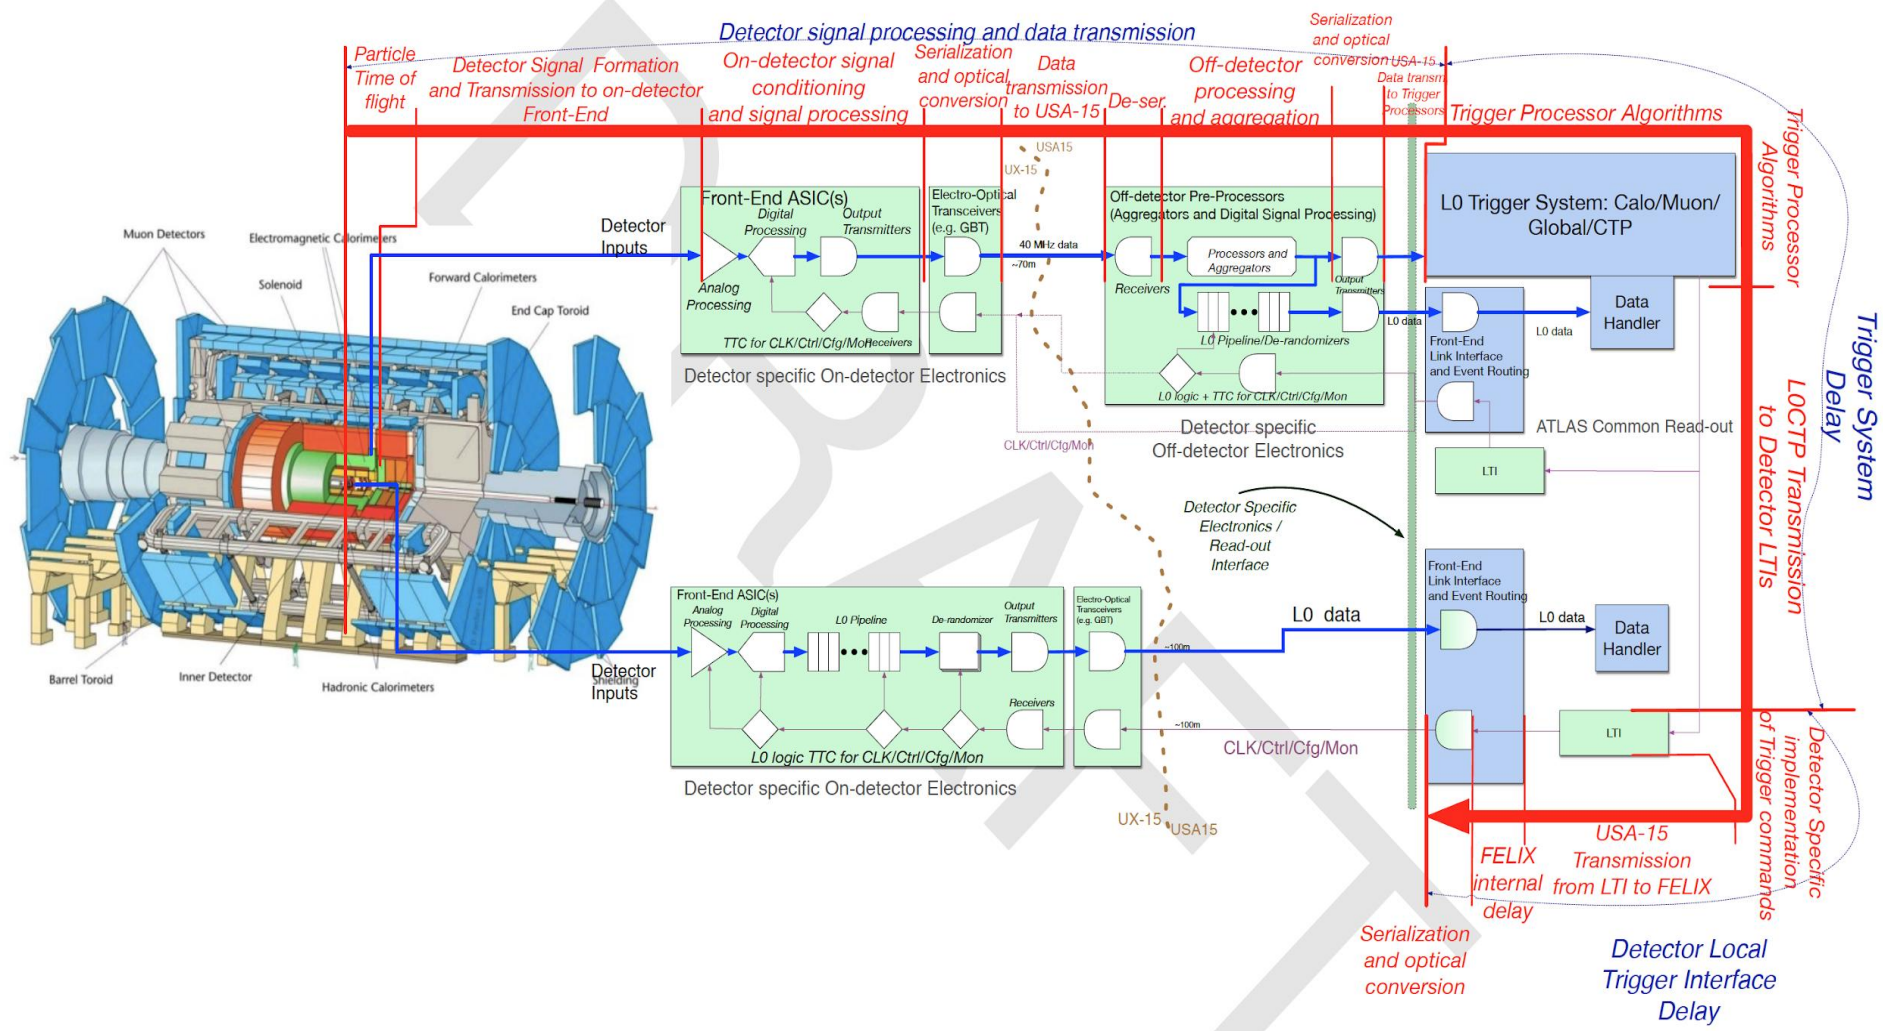 Detector signal processing and data transmission
Serialization
and optical
conversion
USA-15
Data transm
to Trigger
Processors
Particle
Time of
flight
Detector Signal Formation
and Transmission to on-detector
Front-End
On-detector signal
conditioning
and signal processing
Serialization
and optical
conversion
Data
transmission
to USA-15
De-ser.
Off-detector
processing
and aggregation
Trigger Processor Algorithms
Trigger Processor
Algorithms
USA15
UX-15
Front-End ASIC(s)
Digital
Processing
Output
Transmitters
Analog
Processing
TTC for CLK/Ctrl/Cfg/Mon
Receivers
Electro-Optical
Transceivers
(e.g. GBT)
Detector
Inputs
40 MHz data
~70m
Detector specific On-detector Electronics
Off-detector Pre-Processors
(Aggregators and Digital Signal Processing)
Processors and
Aggregators
Receivers
Output
Transmitters
L0 Pipeline/De-randomizers
L0 logic + TTC for CLK/Ctrl/Cfg/Mon
Detector specific
Off-detector Electronics
CLK/Ctrl/Cfg/Mon
L0 Trigger System: Calo/Muon/
Global/CTP
L0 data
L0 data
Data
Handler
Front-End
Link Interface
and Event Routing
ATLAS Common Read-out
LTI
Trigger System
Delay
L0CTP Transmission
to Detector LTIs
Muon Detectors
Electromagnetic Calorimeters
Solenoid
Forward Calorimeters
End Cap Toroid
Barrel Toroid
Inner Detector
Hadronic Calorimeters
Shielding
Detector
Inputs
Detector Specific
Electronics /
Read-out
Interface
Front-End ASIC(s)
Analog
Processing
Digital
Processing
L0 Pipeline
De-randomizer
Output
Transmitters
Receivers
L0 logic TTC for CLK/Ctrl/Cfg/Mon
Electro-Optical
Transceivers
(e.g. GBT)
Detector specific On-detector Electronics
~100m
~100m
L0 data
CLK/Ctrl/Cfg/Mon
UX-15
USA15
Front-End
Link Interface
and Event Routing
L0 data
Data
Handler
LTI
Detector Specific
implementation
of Trigger commands
USA-15
Transmission
from LTI to FELIX
FELIX
internal
delay
Serialization
and optical
conversion
Detector Local
Trigger Interface
Delay
DRAFT